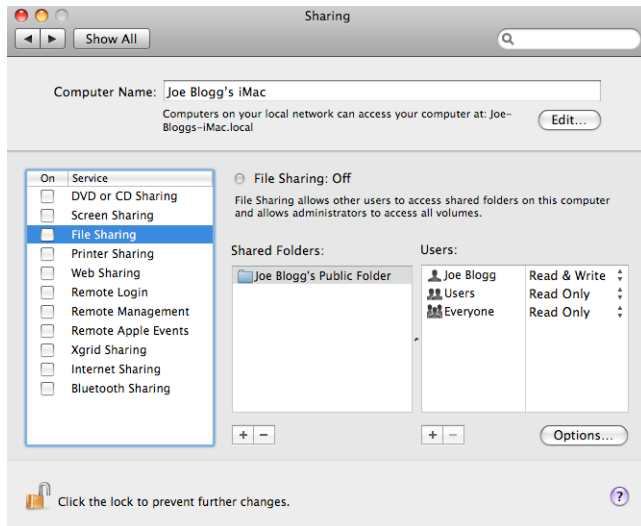 Sharing
Show All
Computer Name: Joe Blogg's iMac
Computers on your local network can access your computer at: Joe-
Bloggs-iMac.local
Edit...
On Service
DVD or CD Sharing
Screen Sharing
File Sharing
Printer Sharing
Web Sharing
Remote Login
Remote Management
Remote Apple Events
Xgrid Sharing
Internet Sharing
Bluetooth Sharing
File Sharing: Off
File Sharing allows other users to access shared folders on this computer
and allows administrators to access all volumes.
Shared Folders:
Joe Blogg's Public Folder
Users:
Joe Blogg Read & Write
Users Read Only
Everyone Read Only
+ −
+ −
Options...
Click the lock to prevent further changes.
?